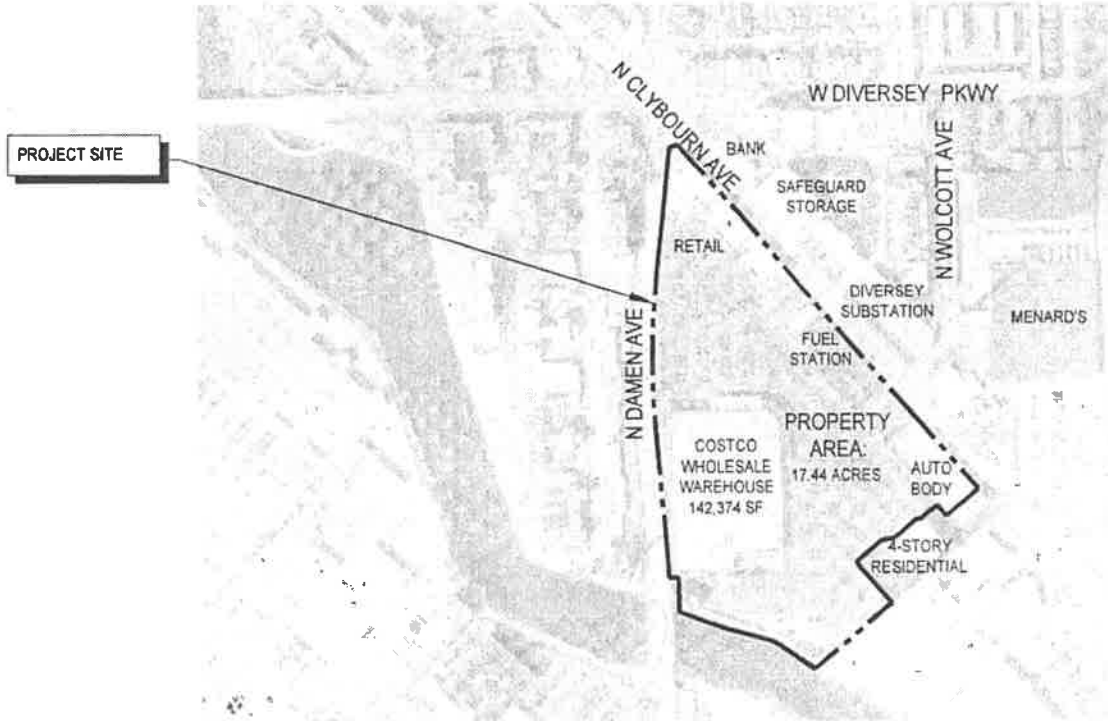 N CLYBOURN AVE
W DIVERSEY PKWY
PROJECT SITE
BANK
N WOLCOTT AVE
SAFEGUARD
STORAGE
RETAIL
DIVERSEY
SUBSTATION
MENARD'S
FUEL
STATION
N DAMEN AVE
PROPERTY
AREA:
17.44 ACRES
COSTCO
WHOLESALE
WAREHOUSE
142,374 SF
AUTO
BODY
4-STORY
RESIDENTIAL